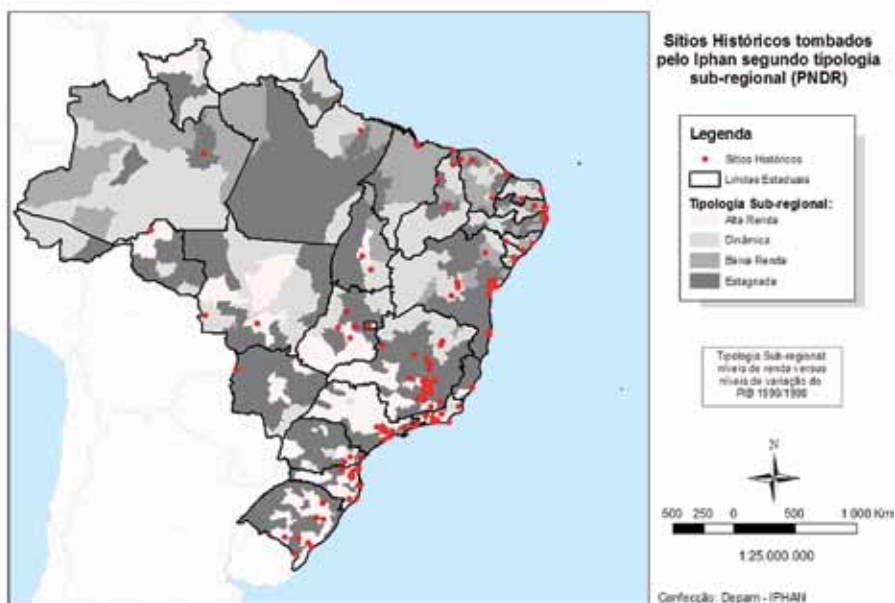 Sítios Históricos tombados
pelo Iphan segundo tipologia
sub-regional (PNDR)
Legenda
Sítios Históricos
Limites Estaduais
Tipologia Sub-regional:
Alta Renda
Dinâmica
Baixa Renda
Estagnada
Tipologia Sub-regional:
níveis de renda versus
níveis de variação do
PIB 1990/1998
N
500 250 0 500 1.000 Km
1:25.000.000
Confecção: Depam - IPHAN